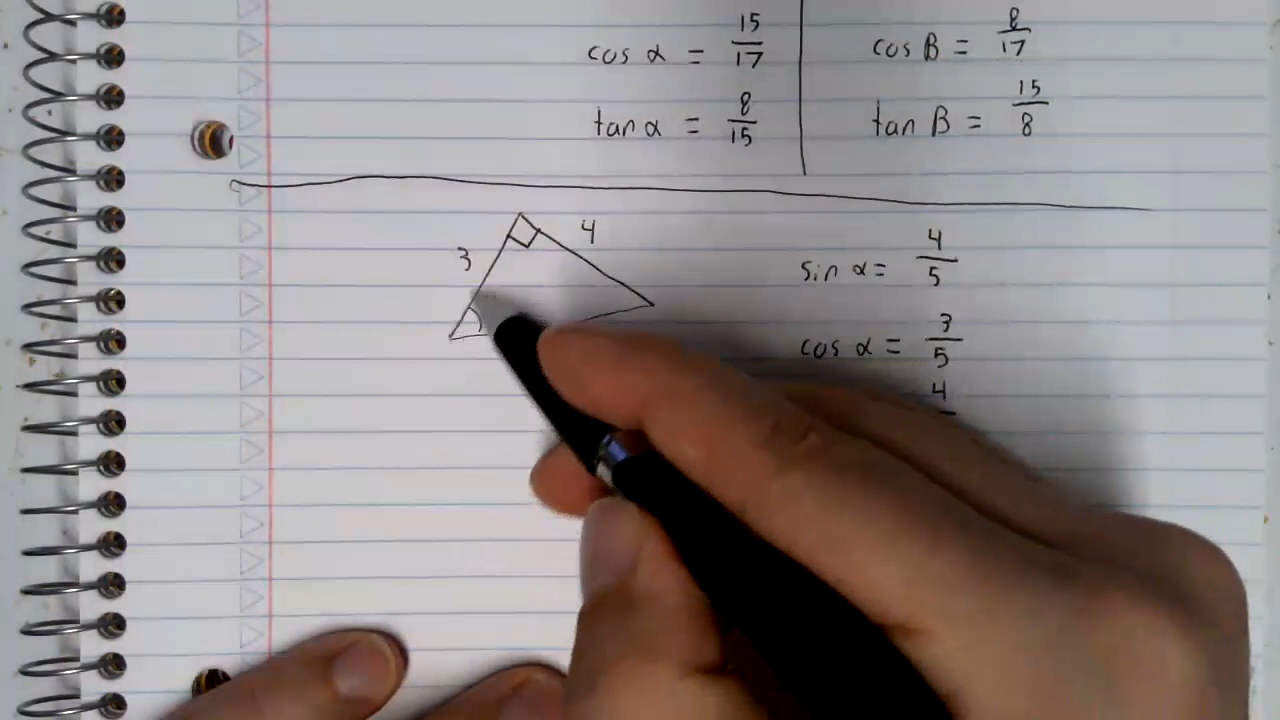 cos α = 15/17
cos B = 8/17
tan α = 8/15
tan B = 15/8
3
4
sin α = 4/5
cos α = 3/5
4